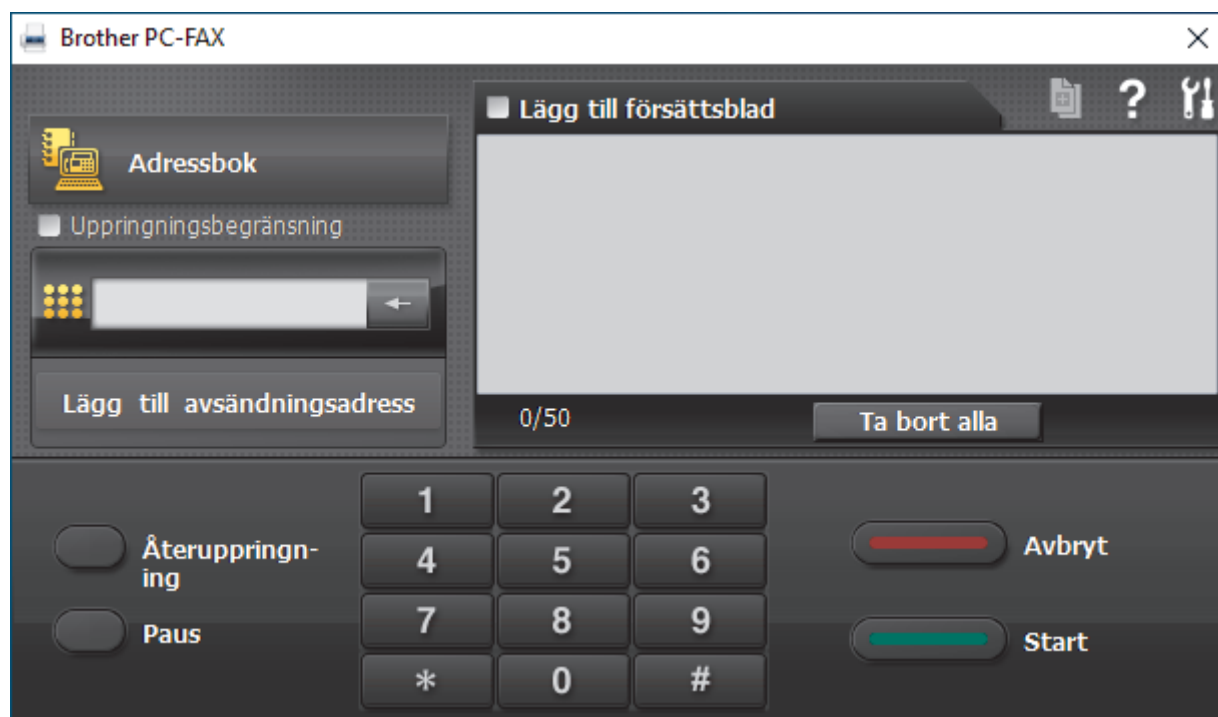 Brother PC-FAX
Lägg till försättsblad
?
Adressbok
Uppringningsbegränsning
Lägg till avsändningsadress
0/50
Ta bort alla
1 2 3
4 5 6
7 8 9
* 0 #
Återuppringn-
ing
Paus
Avbryt
Start